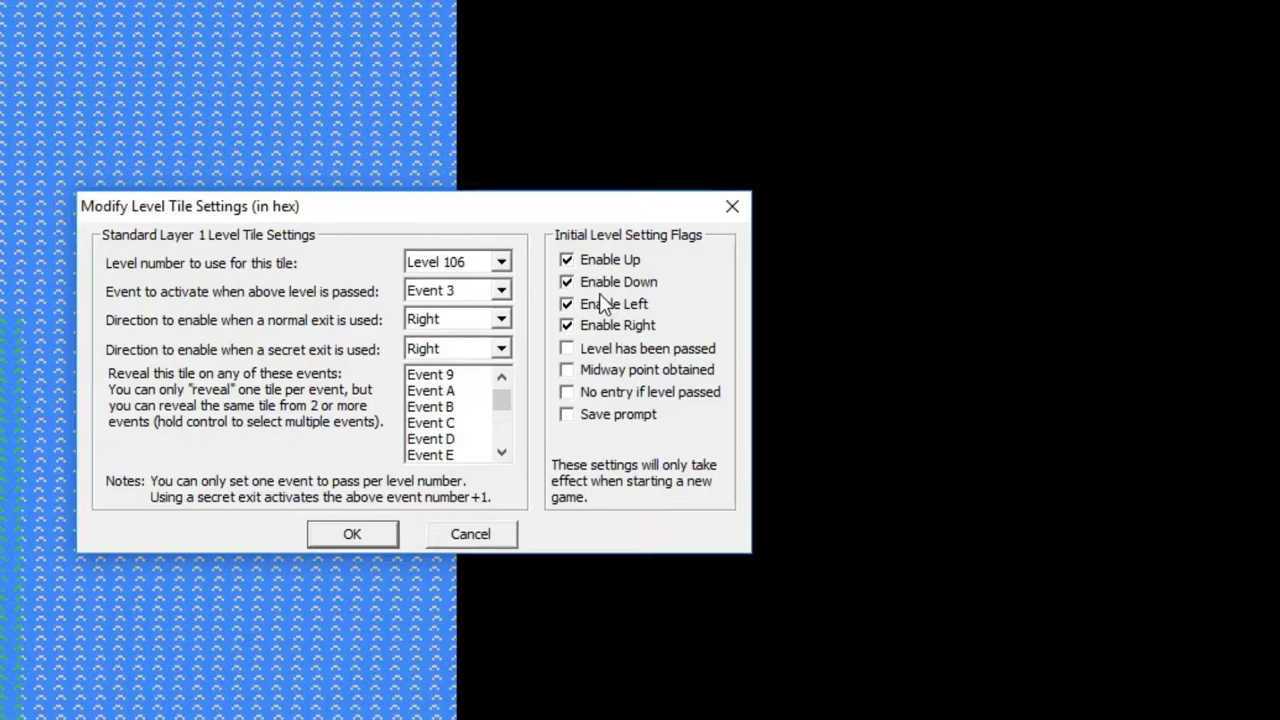 Modify Level Tile Settings (in hex)
Standard Layer 1 Level Tile Settings
Level number to use for this tile:
Level 106
Event to activate when above level is passed:
Event 3
Direction to enable when a normal exit is used:
Right
Direction to enable when a secret exit is used:
Right
Reveal this tile on any of these events:
You can only "reveal" one tile per event, but
you can reveal the same tile from 2 or more
events (hold control to select multiple events).
Event 9
Event A
Event B
Event C
Event D
Event E
Notes: You can only set one event to pass per level number.
Using a secret exit activates the above event number+1.
OK
Cancel
Initial Level Setting Flags
Enable Up
Enable Down
Enable Left
Enable Right
Level has been passed
Midway point obtained
No entry if level passed
Save prompt
These settings will only take
effect when starting a new
game.